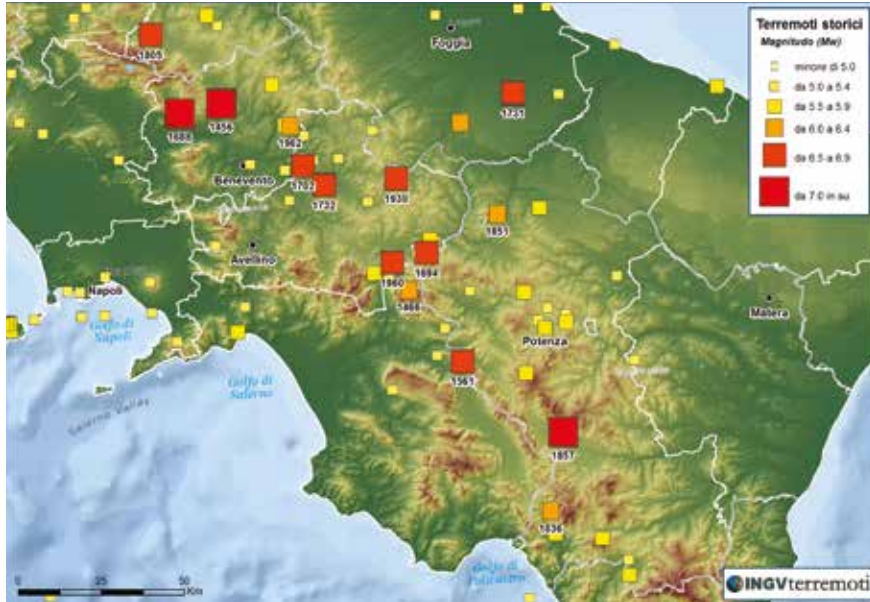 Terremoti storici
Magnitudo (Mw)
minore di 5.0
da 5.0 a 5.4
da 5.5 a 5.9
da 6.0 a 6.4
da 6.5 a 6.9
da 7.0 in su
1805
Foggia
1688
1456
1731
1962
Benevento
1702
1732
1930
1851
Avellino
1694
Napoli
Matera
Golfo di
Napoli
Potenza
Golfo di
Salerno
1561
Salerno Valley
1857
1836
Golfo di
Policastro
0
25
50
Km
INGVterremoti